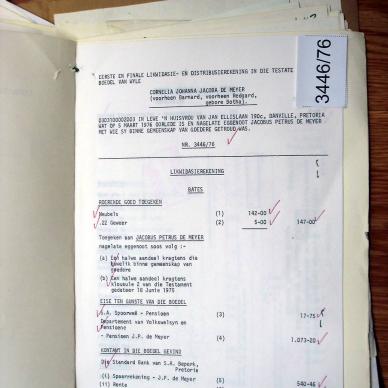 3446/76
EERSTE EN FINALE LIKWIDASIE- EN DISTRIBUSIEREKENING IN DIE TESTATE
BOEDEL VAN WYLE
CORNELIA JOHANNA JACOBA DE MEYER
(voorheen Barnard, voorheen Redgard,
gebore Botha).
0303100002003 IN LEWE 'N HUISVROU VAN JAN ELLISLAAN 190c, DANVILLE, PRETORIA
WAT OP 5 MAART 1976 OORLEDE IS EN NAGELATE EGGENOOT JACOBUS PETRUS DE MEYER
MET WIE SY BINNE GEMEENSKAP VAN GOEDERE GETROUD WAS.
NR. 3446/76
LIKWIDASIEREKENING
BATES
ROERENDE GOED TOEGEKEN
Meubels (1) 142-00
.22 Geweer (2) 5-00 147-00
Toegeken aan JACOBUS PETRUS DE MEYER
nagelate eggenoot soos volg :-
(a) Een halwe aandeel kragtens die
huwelik binne gemeenskap van
goedere
(b) Een halwe aandeel kragtens
klousule 2 van die Testament
gedateer 18 Junie 1975
EISE TEN GUNSTE VAN DIE BOEDEL
S.A. Spoorweë - Pensioen (3) 17-75
Departement van Volkswelsyn en
Pensioene
- Pensioen J.P. de Meyer (4) 1.073-20
KONTANT IN DIE BOEDEL GEVIND
Die Standard Bank van S.A. Beperk,
Pretoria
(i) Spaarrekening - J.P. de Meyer (5)
(ii) Rente 540-46